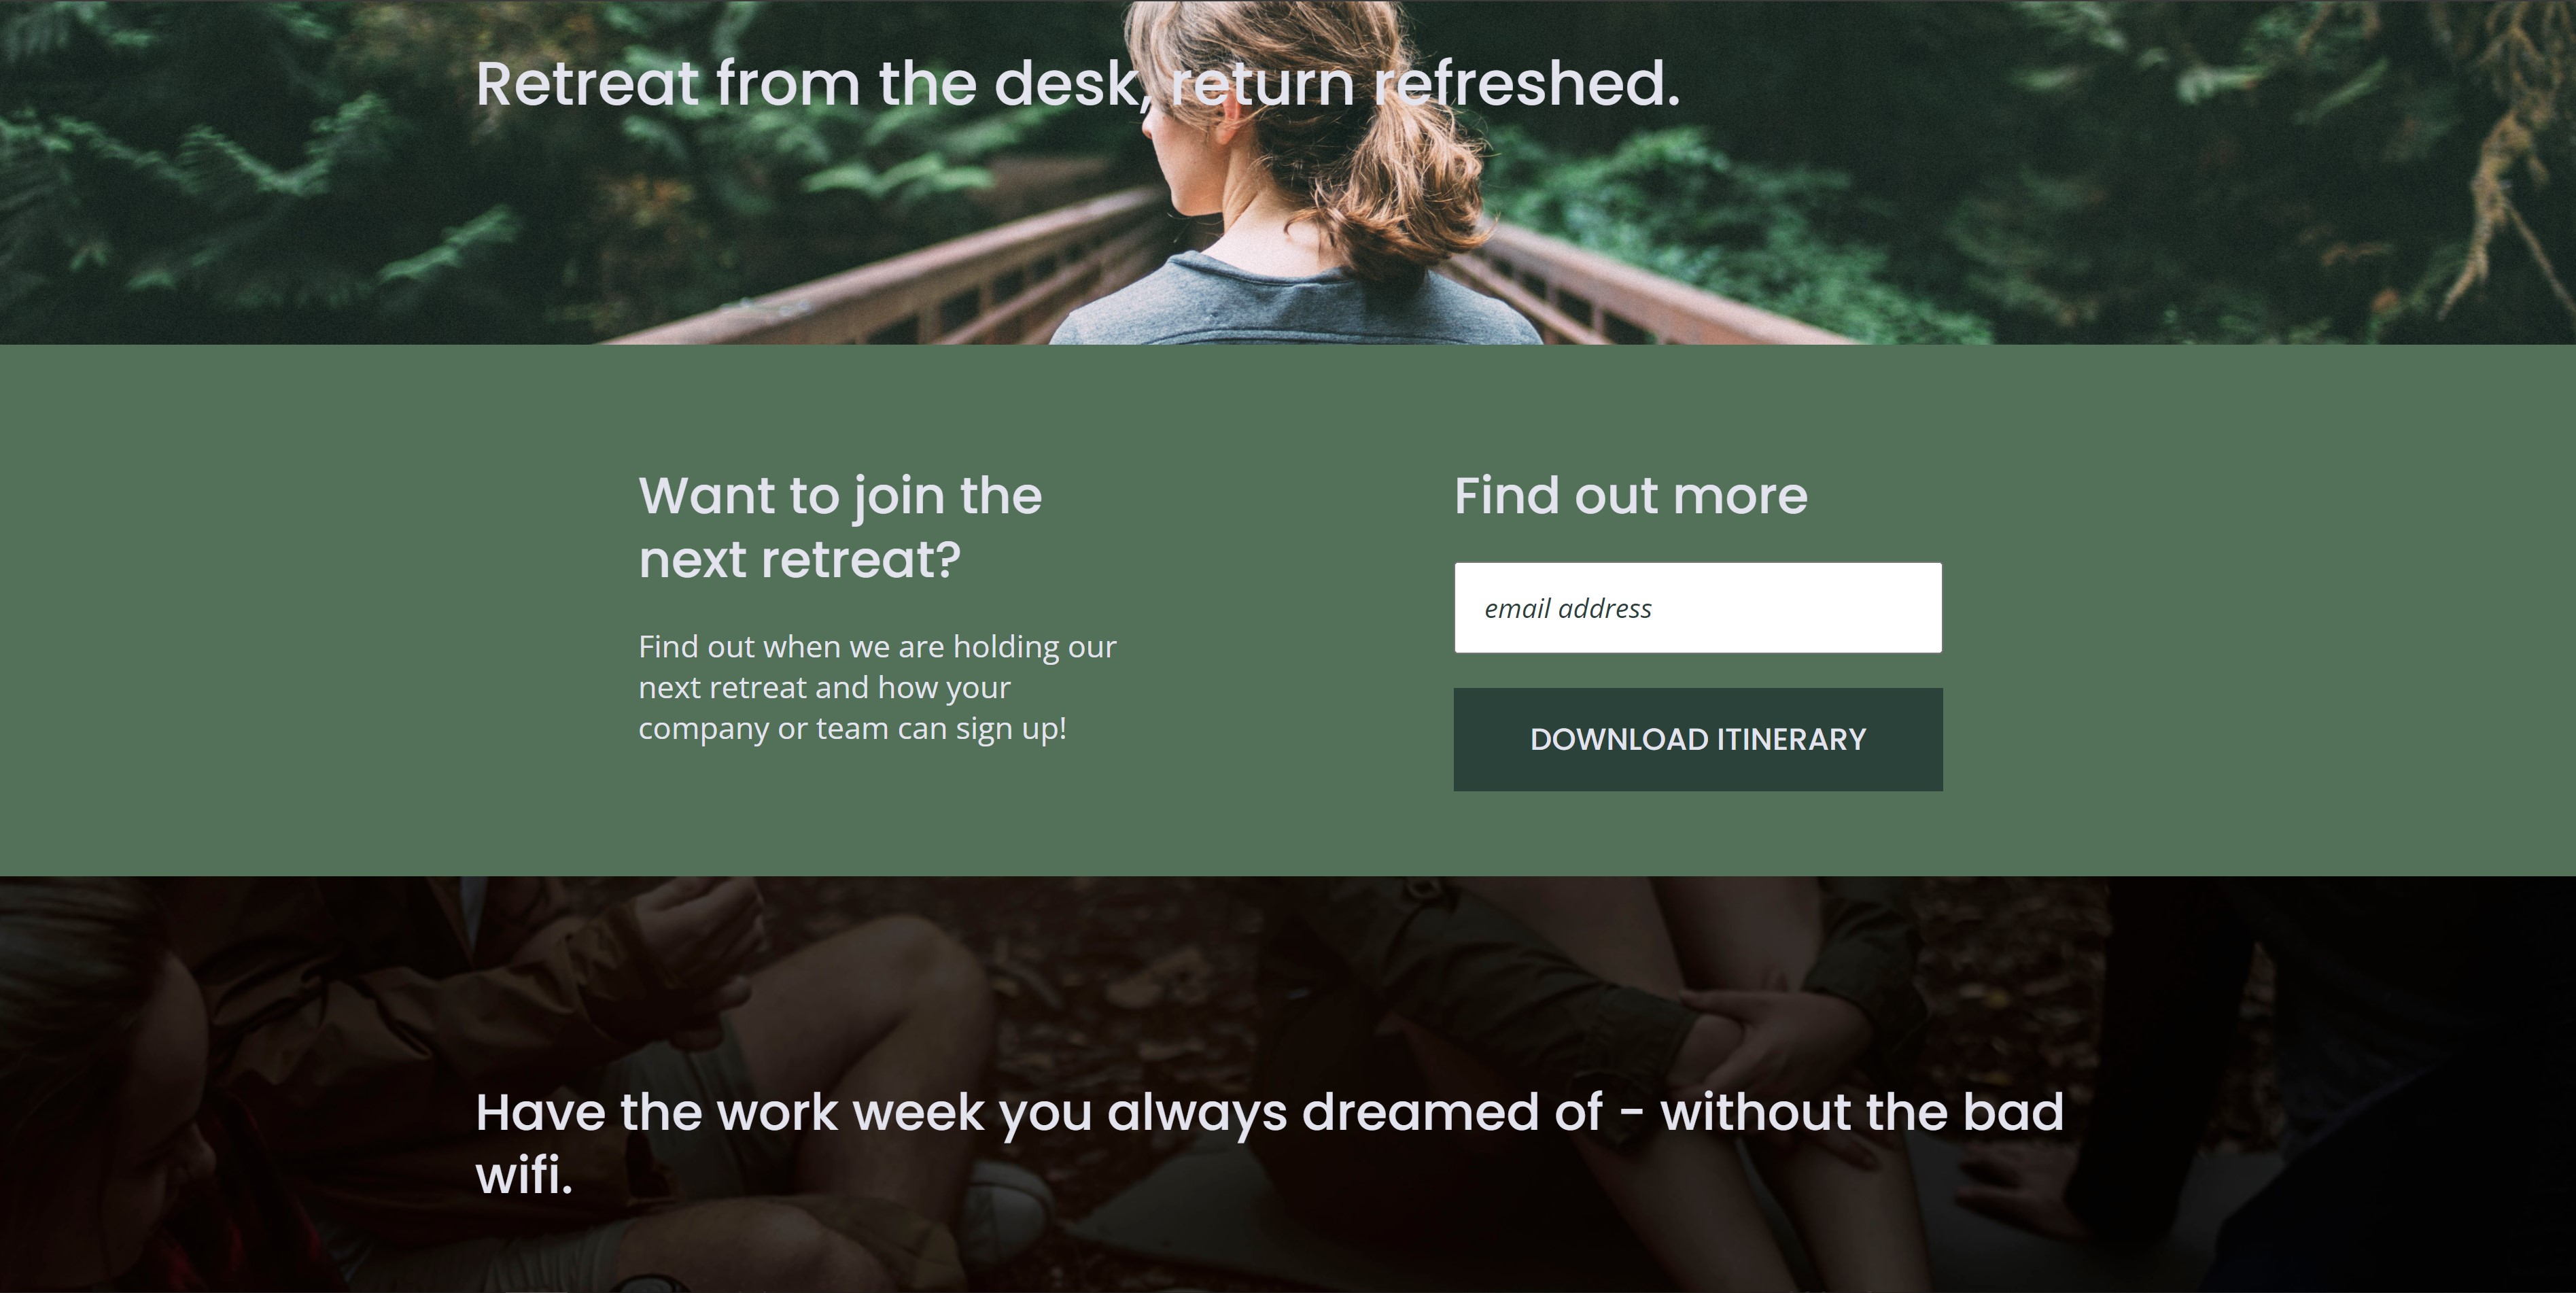 Retreat from the desk, return refreshed.
Want to join the
next retreat?
Find out when we are holding our
next retreat and how your
company or team can sign up!
Find out more
email address
DOWNLOAD ITINERARY
Have the work week you always dreamed of - without the bad
wifi.